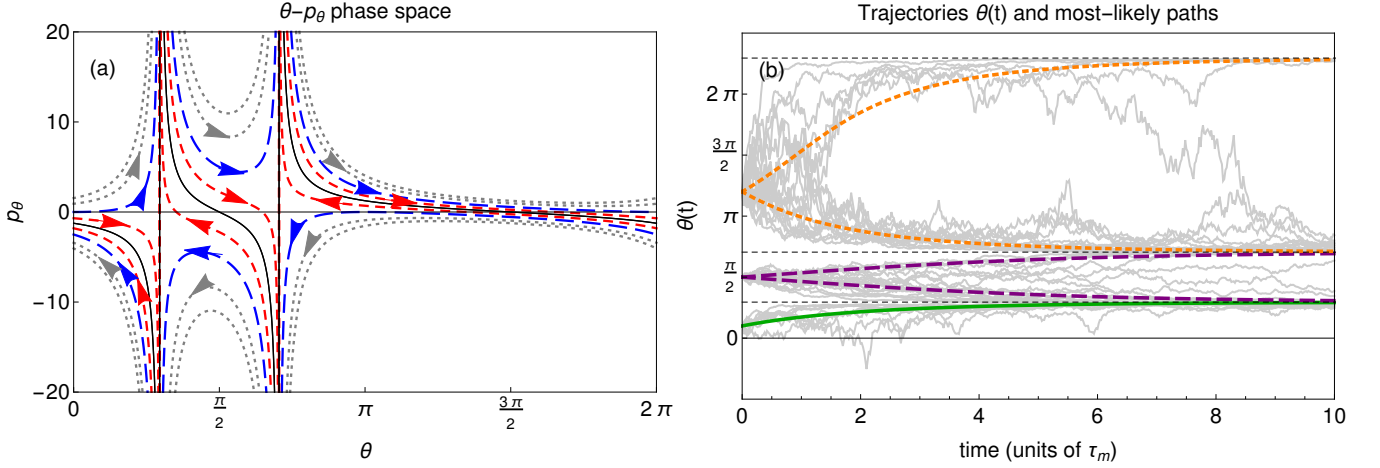 θ−p_θ phase space
(a)
20
10
0
−10
−20
p_θ
0
π/2
π
3π/2
2π
θ
Trajectories θ(t) and most−likely paths
(b)
2π
3π/2
π
π/2
0
θ(t)
0
2
4
6
8
10
time (units of τ_m)